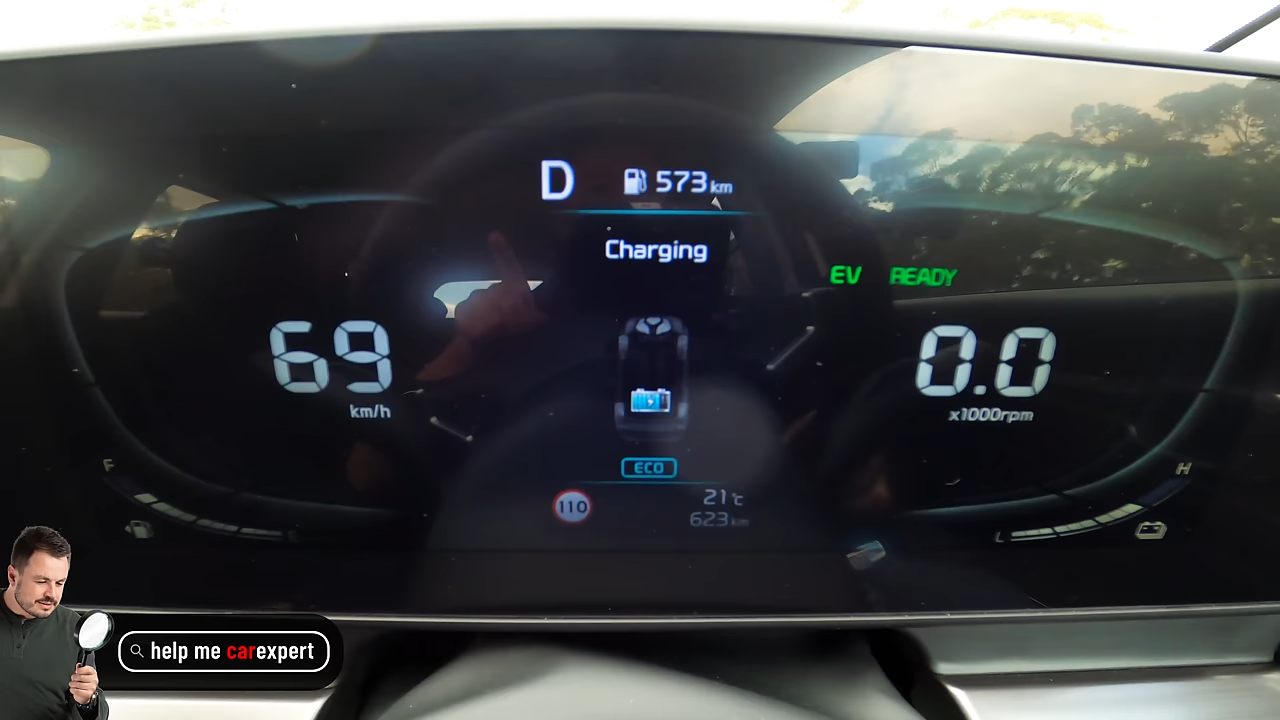 D
573 km
Charging
EV READY
69
km/h
0.0
x1000rpm
ECO
F
E
H
L
110
21°c
623 km
help me carexpert